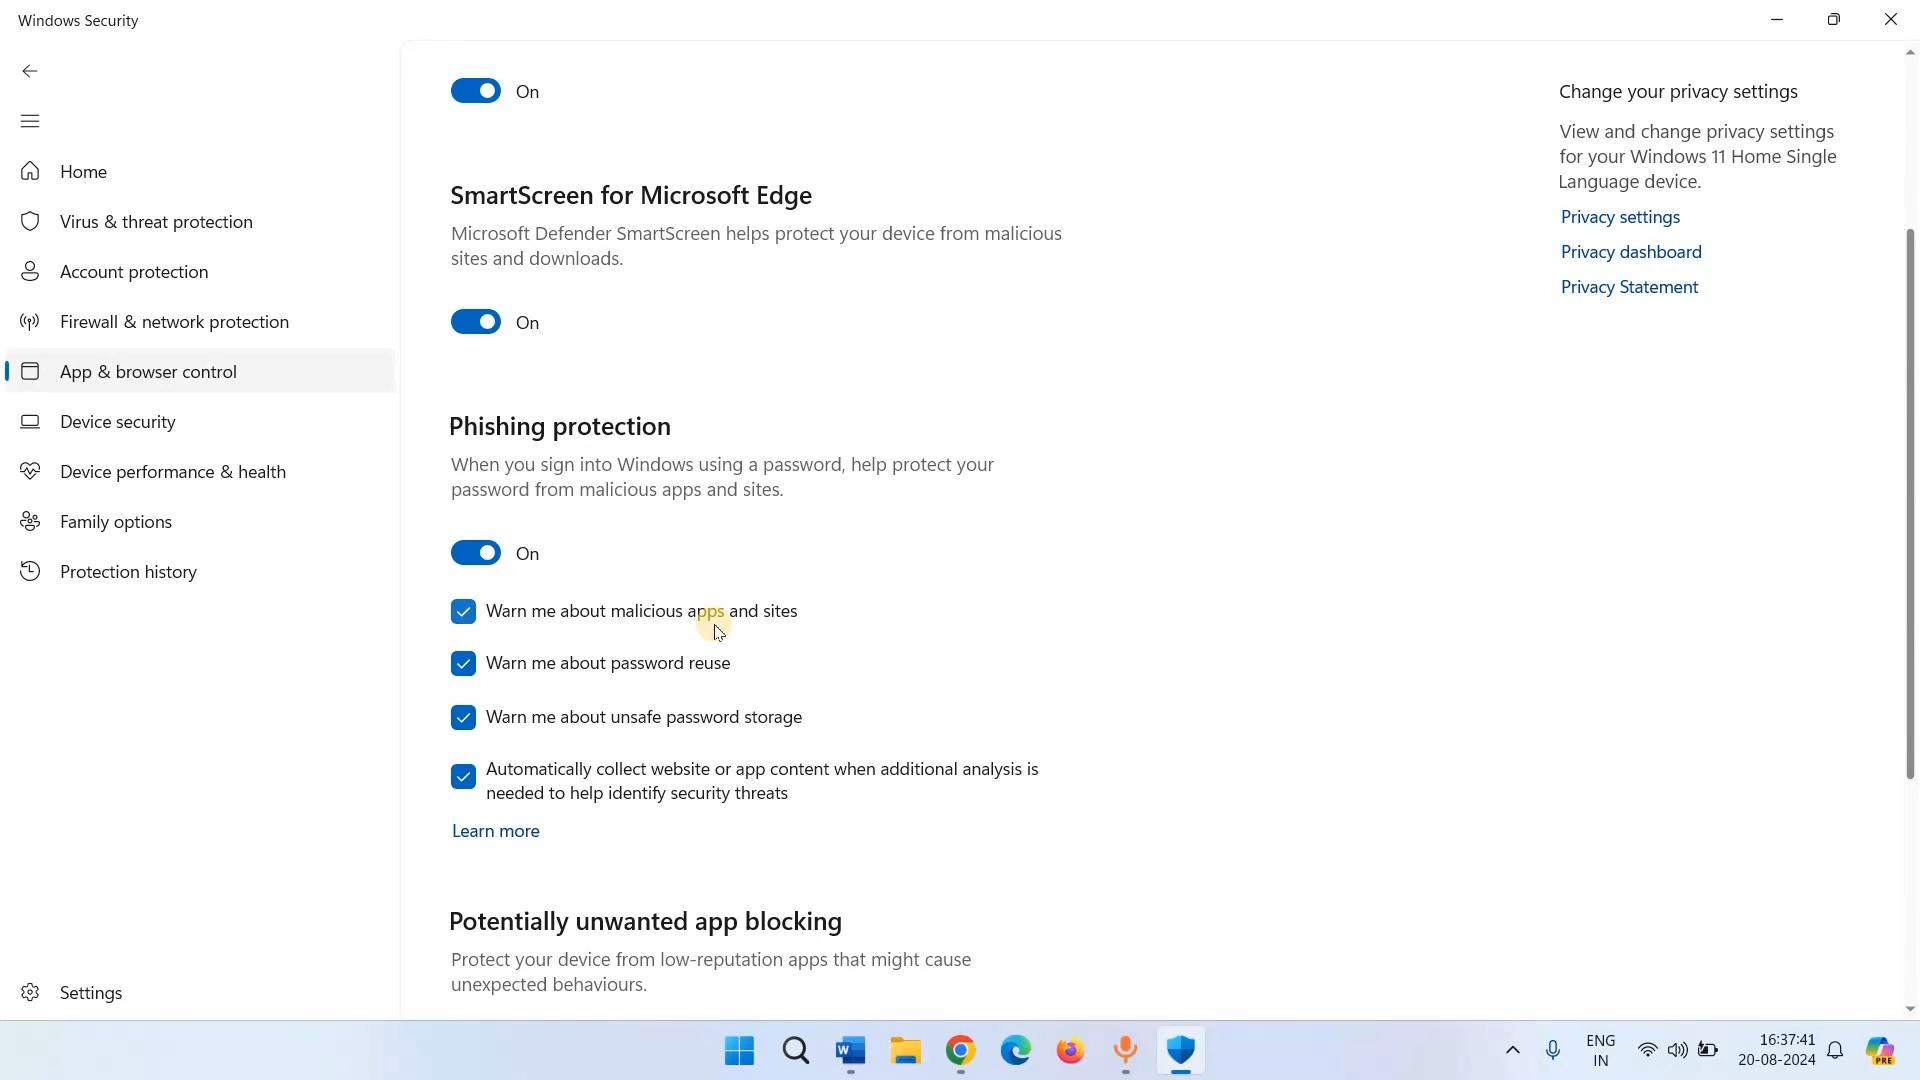 Windows Security
Home
Virus & threat protection
Account protection
Firewall & network protection
App & browser control
Device security
Device performance & health
Family options
Protection history
Settings
On
SmartScreen for Microsoft Edge
Microsoft Defender SmartScreen helps protect your device from malicious
sites and downloads.
On
Phishing protection
When you sign into Windows using a password, help protect your
password from malicious apps and sites.
On
Warn me about malicious apps and sites
Warn me about password reuse
Warn me about unsafe password storage
Automatically collect website or app content when additional analysis is
needed to help identify security threats
Learn more
Potentially unwanted app blocking
Protect your device from low-reputation apps that might cause
unexpected behaviours.
Change your privacy settings
View and change privacy settings
for your Windows 11 Home Single
Language device.
Privacy settings
Privacy dashboard
Privacy Statement
W
ENG
IN
16:37:41
20-08-2024
PRE